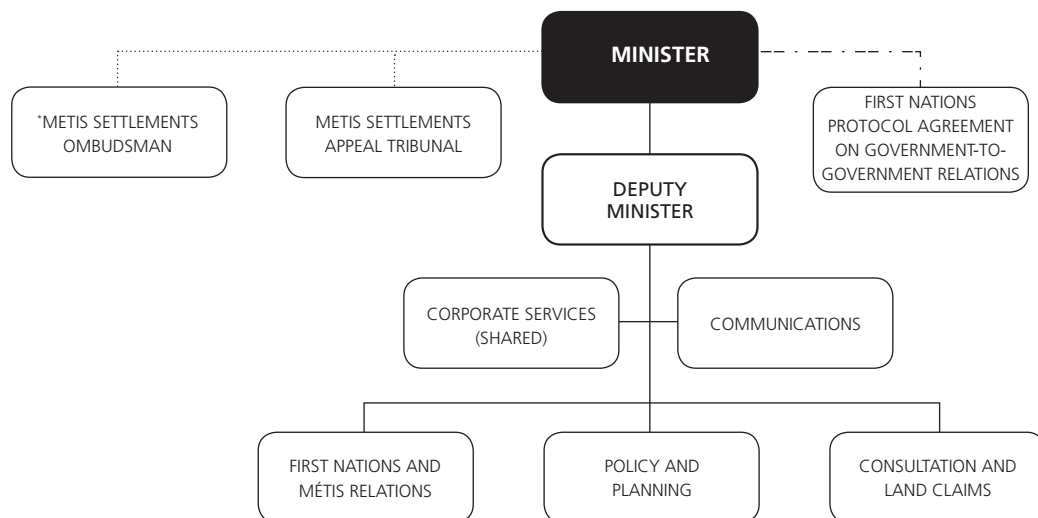 MINISTER
*METIS SETTLEMENTS
OMBUDSMAN
METIS SETTLEMENTS
APPEAL TRIBUNAL
FIRST NATIONS
PROTOCOL AGREEMENT
ON GOVERNMENT-TO-
GOVERNMENT RELATIONS
DEPUTY
MINISTER
CORPORATE SERVICES
(SHARED)
COMMUNICATIONS
FIRST NATIONS AND
MÉTIS RELATIONS
POLICY AND
PLANNING
CONSULTATION AND
LAND CLAIMS